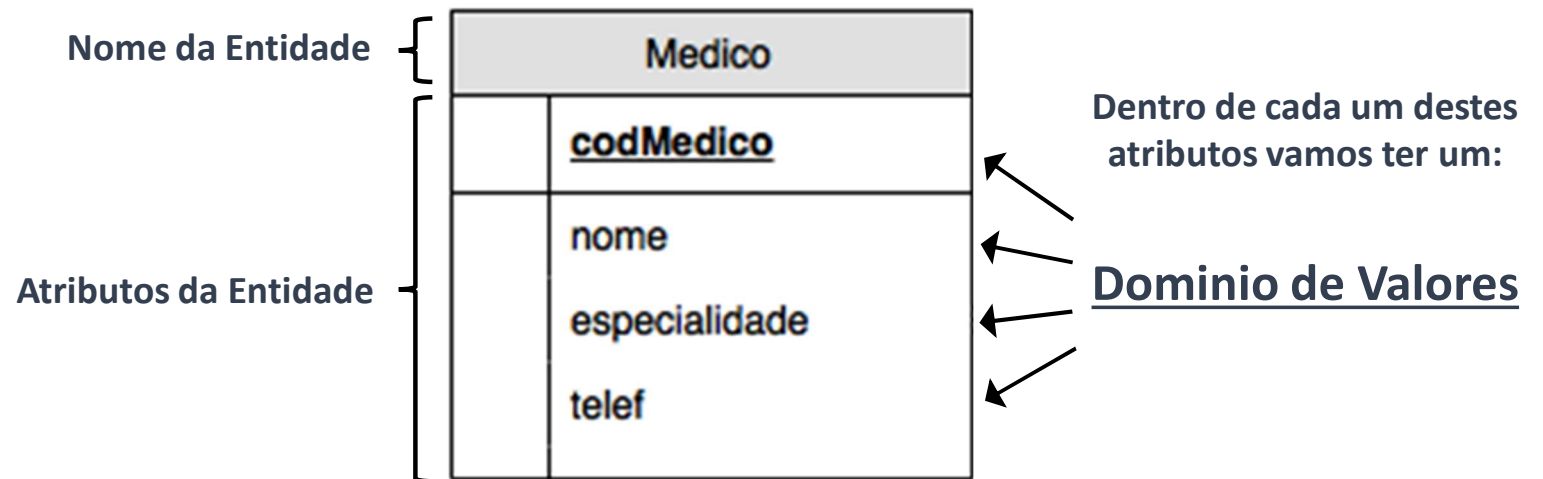 Nome da Entidade
Medico
Atributos da Entidade
codMedico
nome
especialidade
telef
Dentro de cada um destes
atributos vamos ter um:
Dominio de Valores